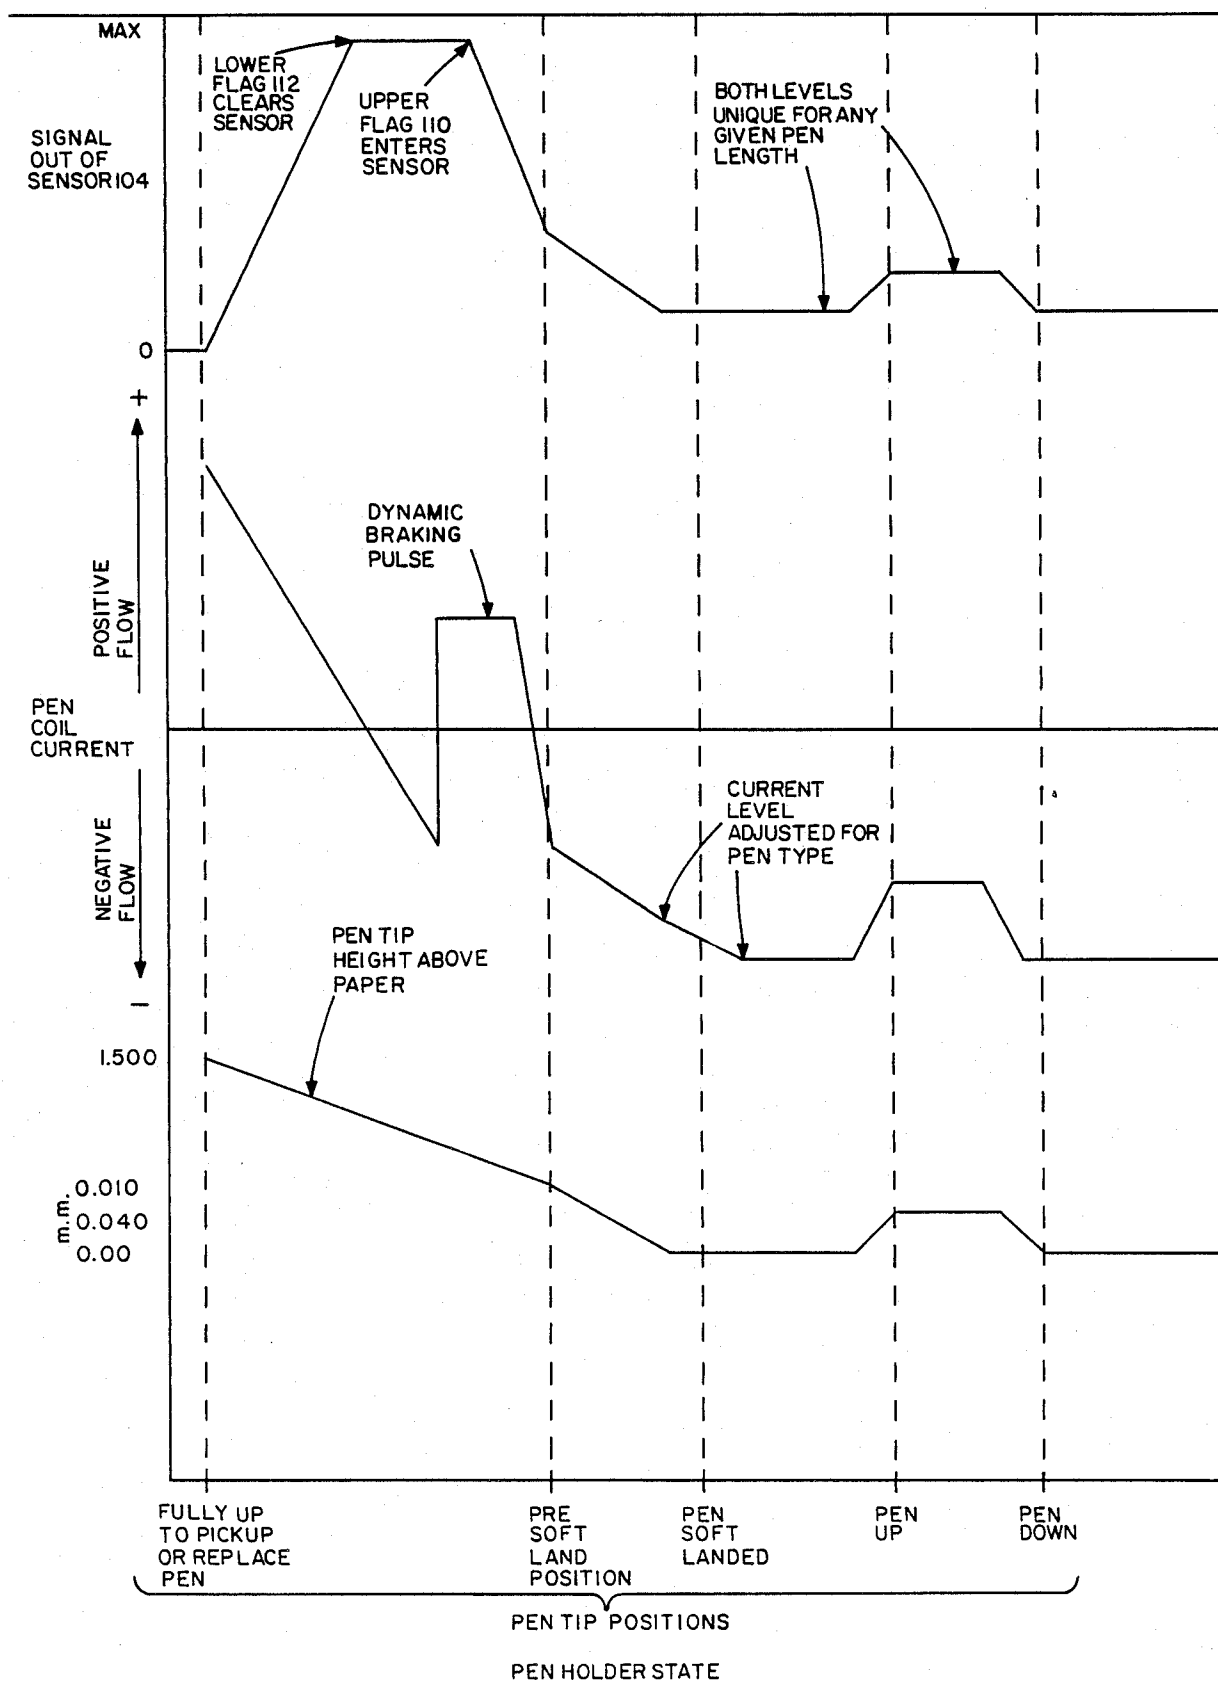 MAX
LOWER
FLAG 112
CLEARS
SENSOR
UPPER
FLAG 110
ENTERS
SENSOR
BOTH LEVELS
UNIQUE FOR ANY
GIVEN PEN
LENGTH
SIGNAL
OUT OF
SENSOR 104
0
+
DYNAMIC
BRAKING
PULSE
POSITIVE
FLOW
PEN
COIL
CURRENT
CURRENT
LEVEL
ADJUSTED FOR
PEN TYPE
NEGATIVE
FLOW
PEN TIP
HEIGHT ABOVE
PAPER
–
1.500
0.010
m.m.
0.040
0.00
FULLY UP
TO PICKUP
OR REPLACE
PEN
PRE
SOFT
LAND
POSITION
PEN
SOFT
LANDED
PEN
UP
PEN
DOWN
PEN TIP POSITIONS
PEN HOLDER STATE